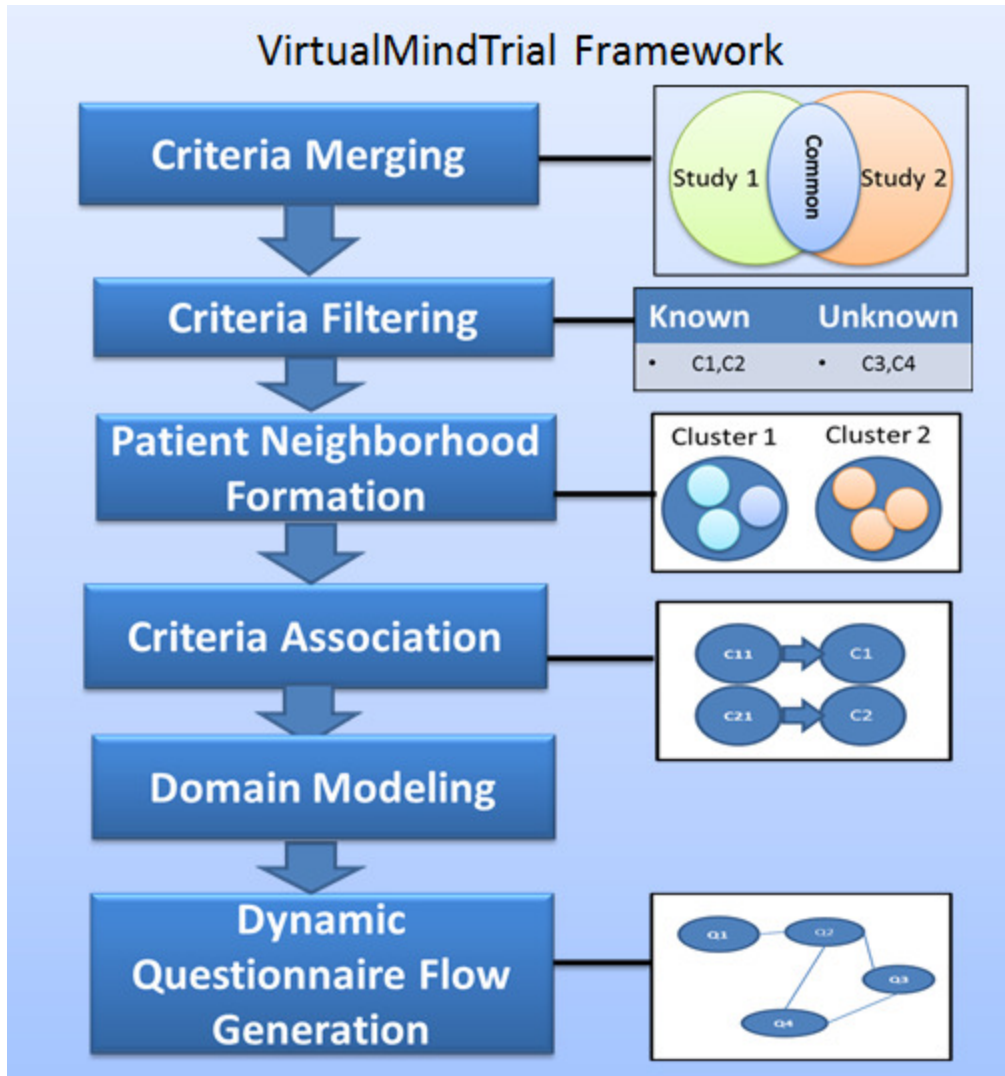 VirtualMindTrial Framework
Criteria Merging
Study 1
Common
Study 2
Criteria Filtering
Known
Unknown
• C1,C2
• C3,C4
Patient Neighborhood
Formation
Cluster 1
Cluster 2
Criteria Association
C11
C1
C21
C2
Domain Modeling
Dynamic
Questionnaire Flow
Generation
Q1
Q2
Q3
Q4